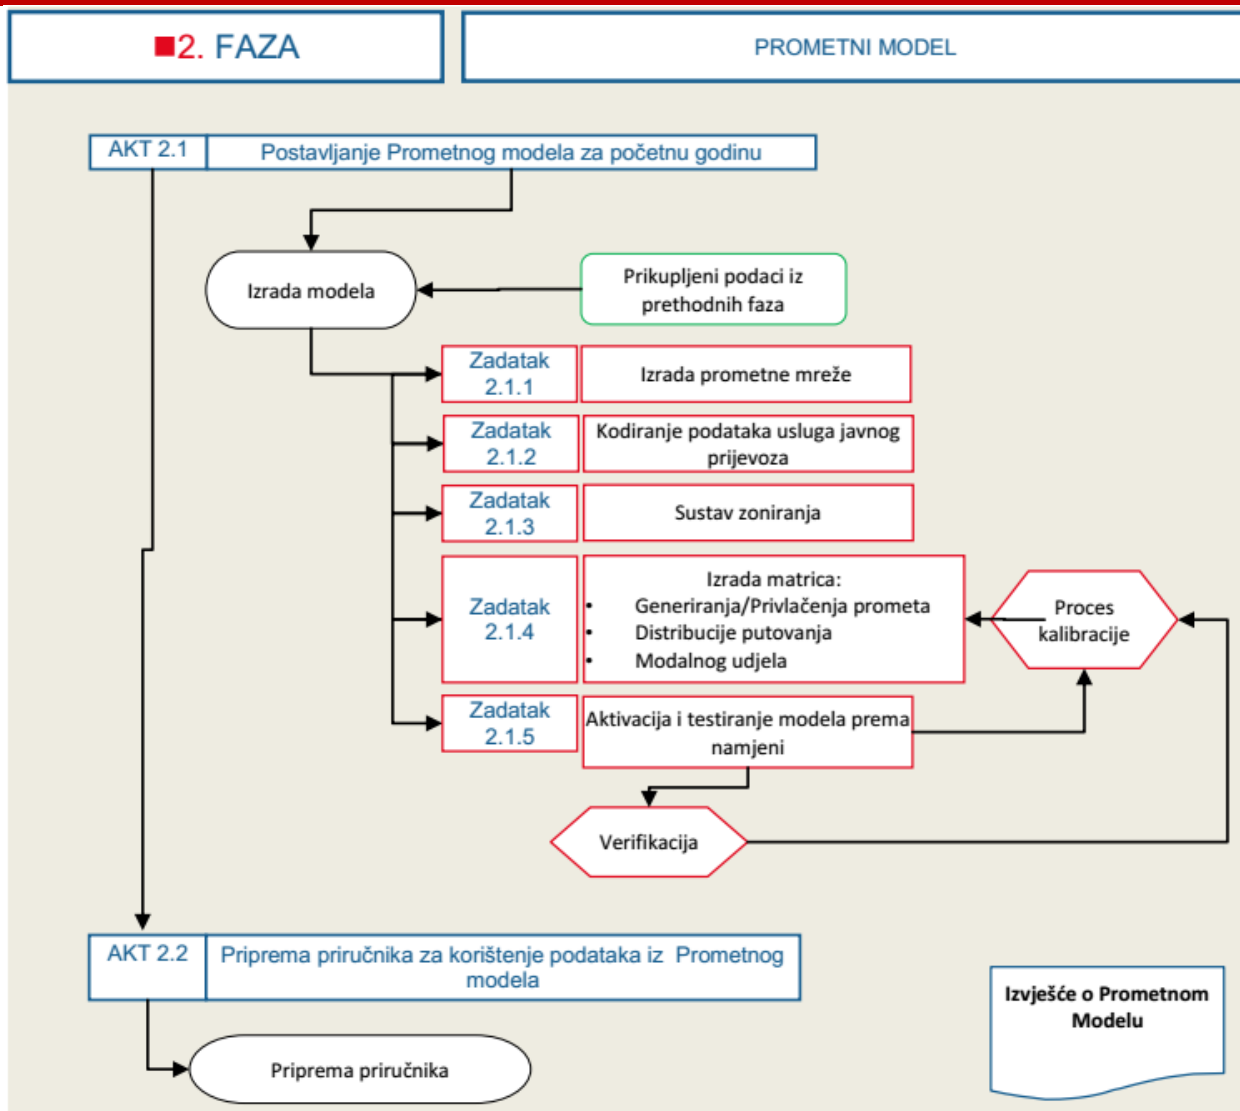 2. FAZA
PROMETNI MODEL
AKT 2.1
Postavljanje Prometnog modela za početnu godinu
Izrada modela
Prikupljeni podaci iz
prethodnih faza
Zadatak
2.1.1
Izrada prometne mreže
Zadatak
2.1.2
Kodiranje podataka usluga javnog
prijevoza
Zadatak
2.1.3
Sustav zoniranja
Zadatak
2.1.4
Izrada matrica:
• Generiranja/Privlačenja prometa
• Distribucije putovanja
• Modalnog udjela
Proces
kalibracije
Zadatak
2.1.5
Aktivacija i testiranje modela prema
namjeni
Verifikacija
AKT 2.2
Priprema priručnika za korištenje podataka iz Prometnog
modela
Priprema priručnika
Izvješće o Prometnom
Modelu